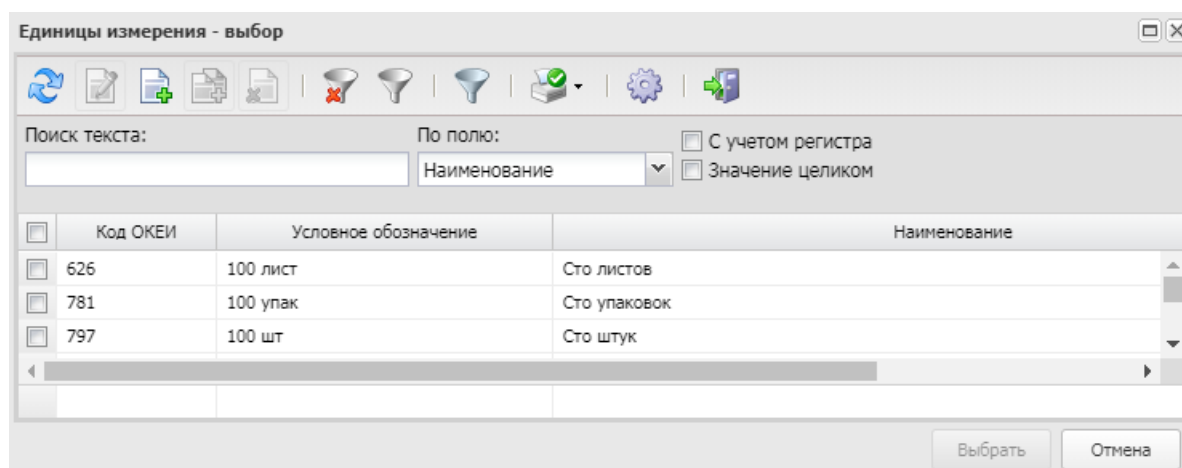 Единицы измерения - выбор
Поиск текста:
По полю:
С учетом регистра
Наименование
Значение целиком
Код ОКЕИ
Условное обозначение
Наименование
626
100 лист
Сто листов
781
100 упак
Сто упаковок
797
100 шт
Сто штук
Выбрать
Отмена